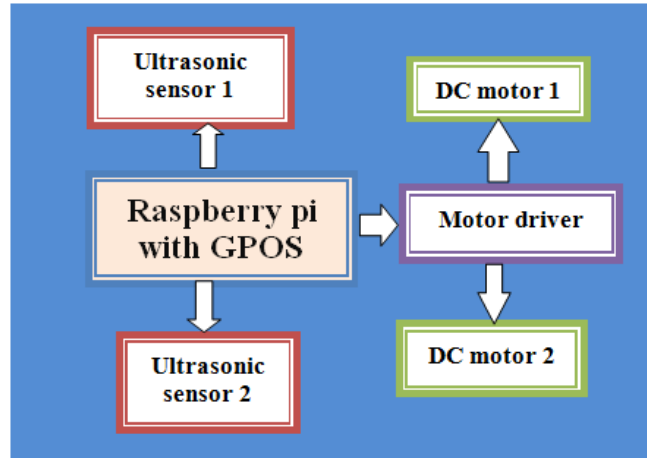 Ultrasonic
sensor 1
DC motor 1
Raspberry pi
with GPOS
Motor driver
Ultrasonic
sensor 2
DC motor 2